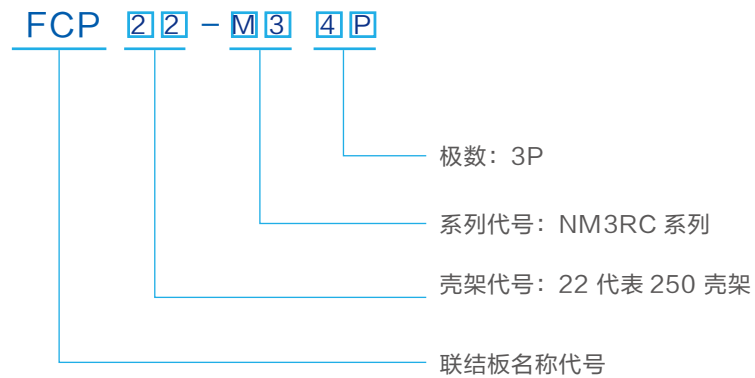 FCP 22-M3 4P
极数：3P
系列代号：NM3RC 系列
壳架代号：22 代表 250 壳架
联结板名称代号